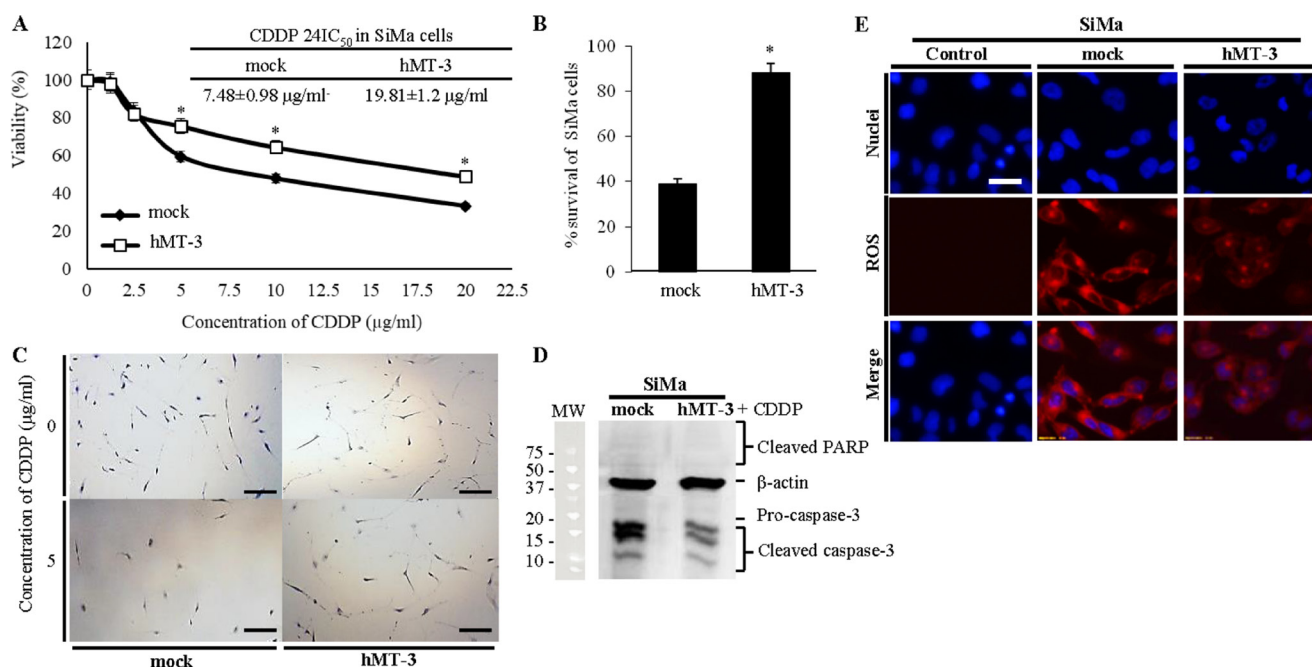 A
CDDP 24IC50 in SiMa cells
mock hMT-3
7.48±0.98 µg/ml 19.81±1.2 µg/ml
Viability (%)
120
100
80
60
40
20
0
* * *
mock
hMT-3
0 2.5 5 7.5 10 12.5 15 17.5 20 22.5
Concentration of CDDP (µg/ml)
B
% survival of SiMa cells
100
80
60
40
20
0
*
mock hMT-3
C
Concentration of CDDP (µg/ml)
0
5
mock hMT-3
D
SiMa
MW mock hMT-3 + CDDP
75 -
50 -
37 -
20 -
15 -
10 -
Cleaved PARP
β-actin
Pro-caspase-3
Cleaved caspase-3
E
SiMa
Control mock hMT-3
Nuclei
ROS
Merge